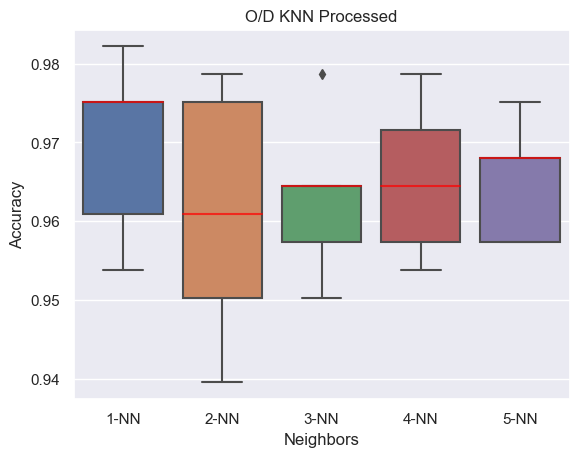 O/D KNN Processed
Accuracy
0.98
0.97
0.96
0.95
0.94
1-NN 2-NN 3-NN 4-NN 5-NN
Neighbors